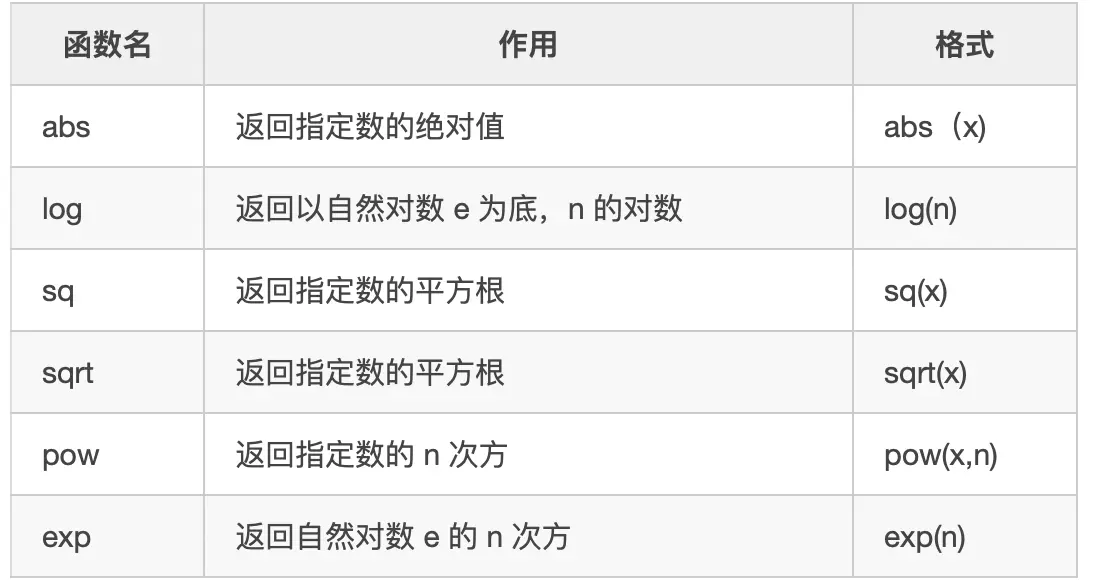 函数名 作用 格式
abs 返回指定数的绝对值 abs（x)
log 返回以自然对数 e 为底，n 的对数 log(n)
sq 返回指定数的平方根 sq(x)
sqrt 返回指定数的平方根 sqrt(x)
pow 返回指定数的 n 次方 pow(x,n)
exp 返回自然对数 e 的 n 次方 exp(n)